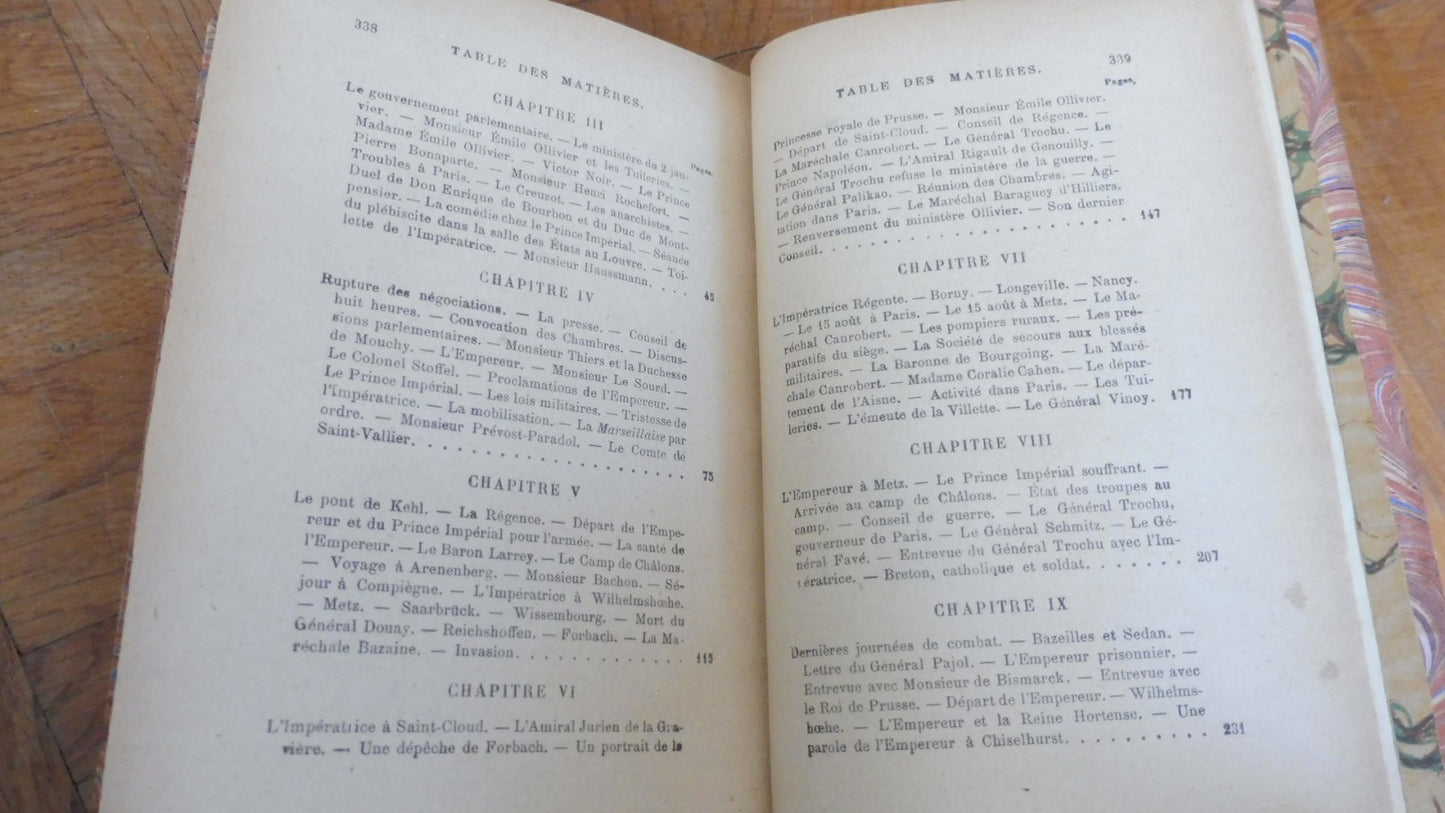 338
TABLE DES MATIÈRES.
CHAPITRE III
Pages.
Le gouvernement parlementaire. — Le ministère du 2 jan-
vier. — Monsieur Émile Ollivier et les Tuileries. —
Madame Émile Ollivier. — Victor Noir. — Le Prince
Pierre Bonaparte. — Monsieur Henri Rochefort. —
Troubles à Paris. — Le Creuzot. — Les anarchistes. —
Duel de Don Enrique de Bourbon et du Duc de Mont-
pensier. — La comédie chez le Prince Impérial. — Séance
du plébiscite dans la salle des États au Louvre. — Toi-
lette de l'Impératrice. — Monsieur Haussmann. . . . 45
CHAPITRE IV
Rupture des négociations. — La presse. — Conseil de
huit heures. — Convocation des Chambres. — Discus-
sions parlementaires. — Monsieur Thiers et la Duchesse
de Mouchy. — L'Empereur. — Monsieur Le Sourd. —
Le Colonel Stoffel. — Proclamations de l'Empereur. —
Le Prince Impérial. — Les lois militaires. — Tristesse de
l'Impératrice. — La mobilisation. — La Marseillaise par
ordre. — Monsieur Prévost-Paradol. — Le Comte de
Saint-Vallier. . . . . . . . . . . . . . . . . . . 75
CHAPITRE V
Le pont de Kehl. — La Régence. — Départ de l'Empe-
reur et du Prince Impérial pour l'armée. — La santé de
l'Empereur. — Le Baron Larrey. — Le Camp de Châlons.
— Voyage à Arenenberg. — Monsieur Bachon. — Sé-
jour à Compiègne. — L'Impératrice à Wilhelmshœhe.
— Metz. — Saarbrück. — Wissembourg. — Mort du
Général Douay. — Reichshoffen. — Forbach. — La Ma-
réchale Bazaine. — Invasion. . . . . . . . . . . . 115
CHAPITRE VI
L'Impératrice à Saint-Cloud. — L'Amiral Jurien de la Gra-
vière. — Une dépêche de Forbach. — Un portrait de la
339
TABLE DES MATIÈRES.
Pages.
Princesse royale de Prusse. — Monsieur Émile Ollivier.
— Départ de Saint-Cloud. — Conseil de Régence. —
La Maréchale Canrobert. — Le Général Trochu. — Le
Prince Napoléon. — L'Amiral Rigault de Genouilly. —
Le Général Trochu refuse le ministère de la guerre. —
Le Général Palikao. — Réunion des Chambres. — Agi-
tation dans Paris. — Le Maréchal Baraguey d'Hilliers.
— Renversement du ministère Ollivier. — Son dernier
Conseil. . . . . . . . . . . . . . . . . . . . . 147
CHAPITRE VII
L'Impératrice Régente. — Borny. — Longeville. — Nancy.
— Le 15 août à Paris. — Le 15 août à Metz. — Le Ma-
réchal Canrobert. — Les pompiers ruraux. — Les pré-
paratifs du siège. — La Société de secours aux blessés
militaires. — La Baronne de Bourgoing. — La Maré-
chale Canrobert. — Madame Coralie Cahen. — Le dépar-
tement de l'Aisne. — Activité dans Paris. — Les Tui-
leries. — L'émeute de la Villette. — Le Général Vinoy. 177
CHAPITRE VIII
L'Empereur à Metz. — Le Prince Impérial souffrant. —
Arrivée au camp de Châlons. — État des troupes au
camp. — Conseil de guerre. — Le Général Trochu,
gouverneur de Paris. — Le Général Schmitz. — Le Gé-
néral Favé. — Entrevue du Général Trochu avec l'Im-
ératrice. — Breton, catholique et soldat. . . . . . . 207
CHAPITRE IX
Dernières journées de combat. — Bazeilles et Sedan. —
Lettre du Général Pajol. — L'Empereur prisonnier. —
Entrevue avec Monsieur de Bismarck. — Entrevue avec
le Roi de Prusse. — Départ de l'Empereur. — Wilhelms-
hœhe. — L'Empereur et la Reine Hortense. — Une
parole de l'Empereur à Chiselhurst. . . . . . . . . 231